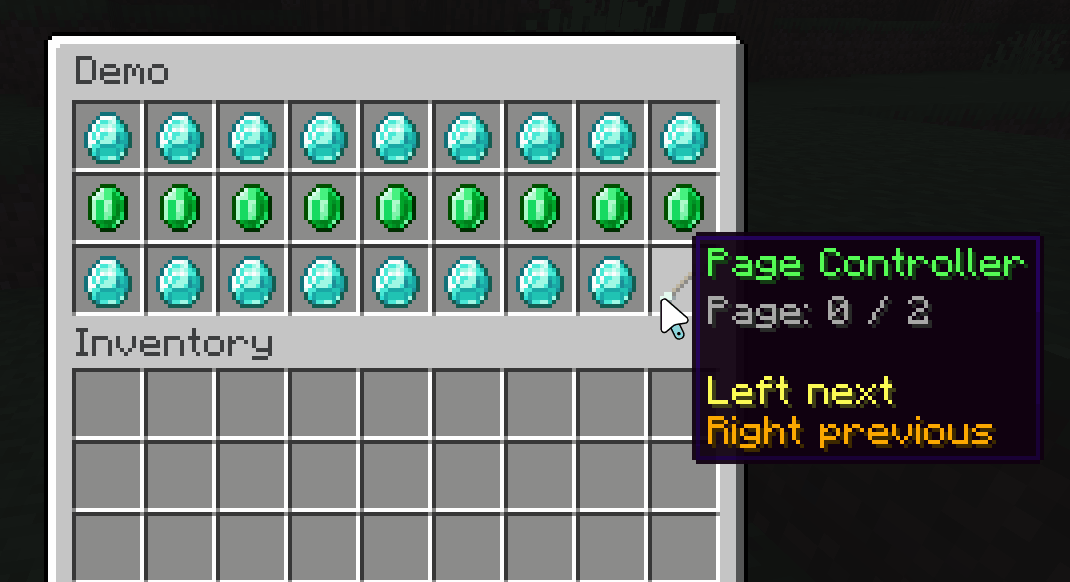 Demo
Page Controller
Page: 0 / 2
Inventory
Left next
Right previous